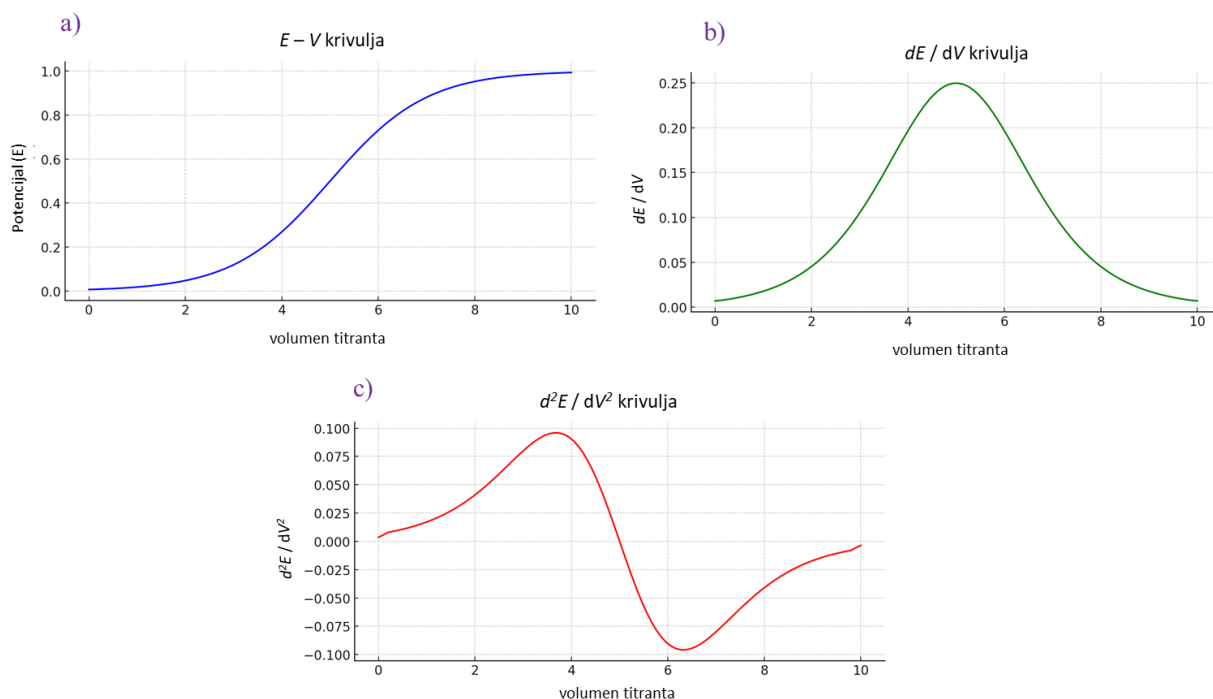 a)
E – V krivulja
Potencijal (E)
1.0
0.8
0.6
0.4
0.2
0.0
0 2 4 6 8 10
volumen titranta
b)
dE / dV krivulja
dE / dV
0.25
0.20
0.15
0.10
0.05
0.00
0 2 4 6 8 10
volumen titranta
c)
d²E / dV² krivulja
d²E / dV²
0.100
0.075
0.050
0.025
0.000
−0.025
−0.050
−0.075
−0.100
0 2 4 6 8 10
volumen titranta